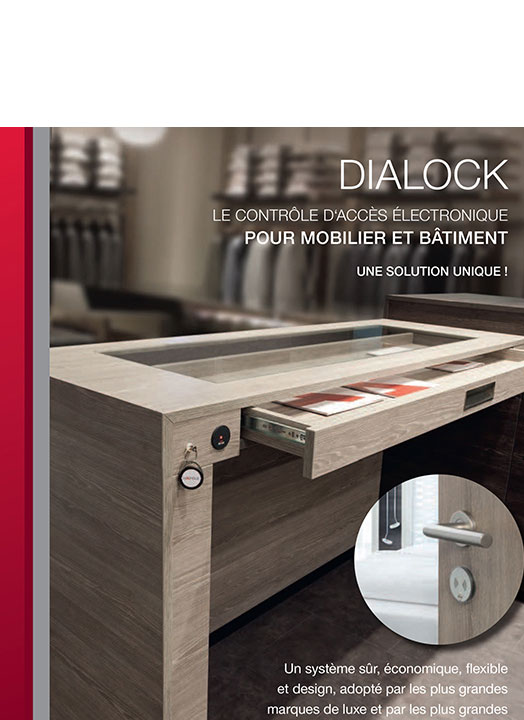 DIALOCK
LE CONTRÔLE D'ACCÈS ÉLECTRONIQUE
POUR MOBILIER ET BÂTIMENT
UNE SOLUTION UNIQUE !
Un système sûr, économique, flexible
et design, adopté par les plus grandes
marques de luxe et par les plus grandes